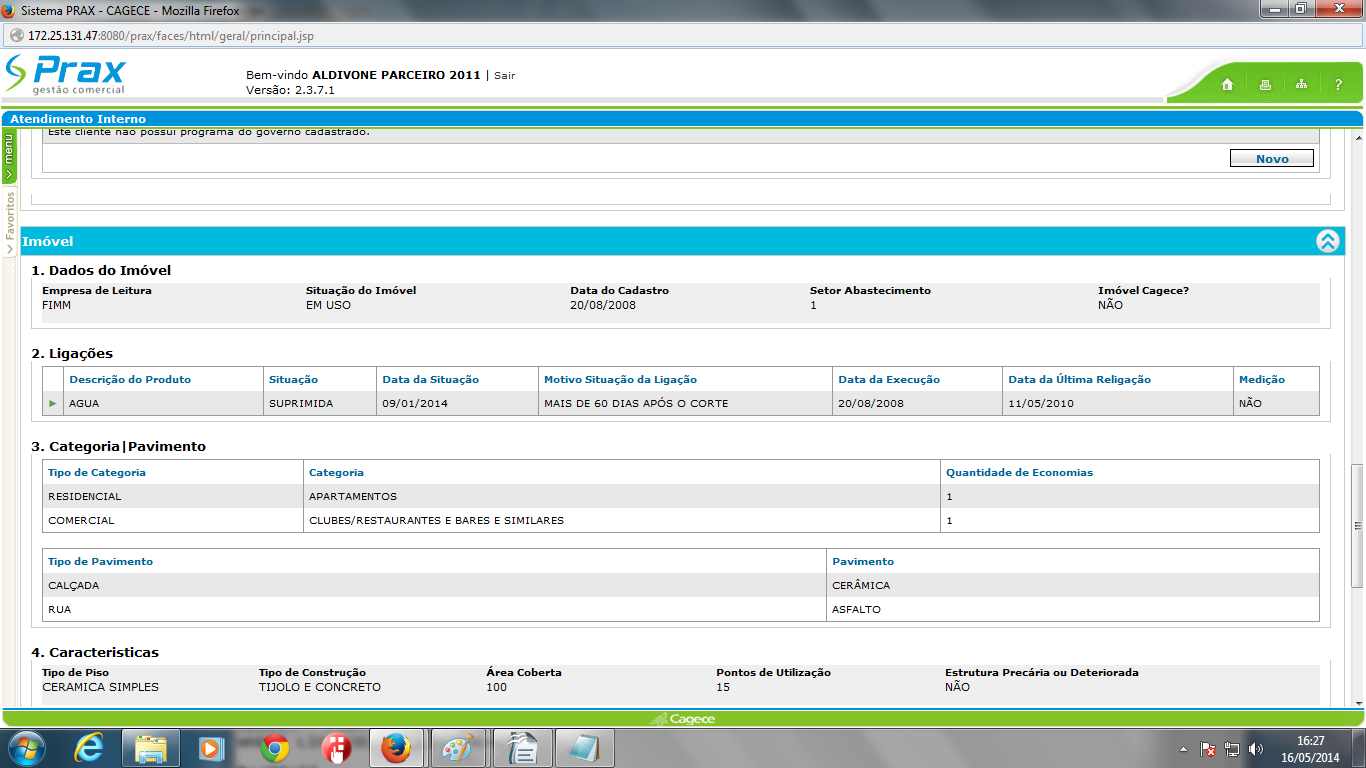 Sistema PRAX - CAGECE - Mozilla Firefox
172.25.131.47:8080/prax/faces/html/geral/principal.jsp
Prax
gestão comercial
Bem-vindo ALDIVONE PARCEIRO 2011 | Sair
Versão: 2.3.7.1
?
Atendimento Interno
menu
Favoritos
Este cliente não possui programa do governo cadastrado.
Novo
Imóvel
1. Dados do Imóvel
Empresa de Leitura Situação do Imóvel Data do Cadastro Setor Abastecimento Imóvel Cagece?
FIMM EM USO 20/08/2008 1 NÃO
2. Ligações
Descrição do Produto Situação Data da Situação Motivo Situação da Ligação Data da Execução Data da Última Religação Medição
AGUA SUPRIMIDA 09/01/2014 MAIS DE 60 DIAS APÓS O CORTE 20/08/2008 11/05/2010 NÃO
3. Categoria|Pavimento
Tipo de Categoria Categoria Quantidade de Economias
RESIDENCIAL APARTAMENTOS 1
COMERCIAL CLUBES/RESTAURANTES E BARES E SIMILARES 1
Tipo de Pavimento Pavimento
CALÇADA CERÂMICA
RUA ASFALTO
4. Caracteristicas
Tipo de Piso Tipo de Construção Área Coberta Pontos de Utilização Estrutura Precária ou Deteriorada
CERAMICA SIMPLES TIJOLO E CONCRETO 100 15 NÃO
Cagece
16:27
16/05/2014